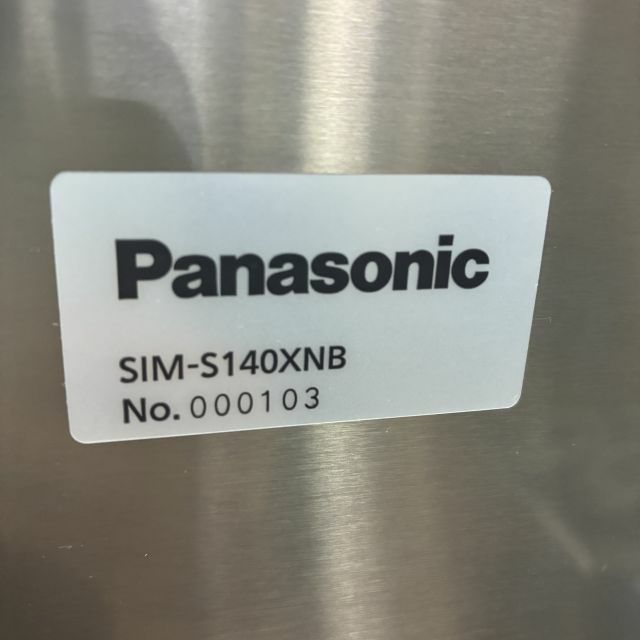 Panasonic
SIM-S140XNB
No. 000103